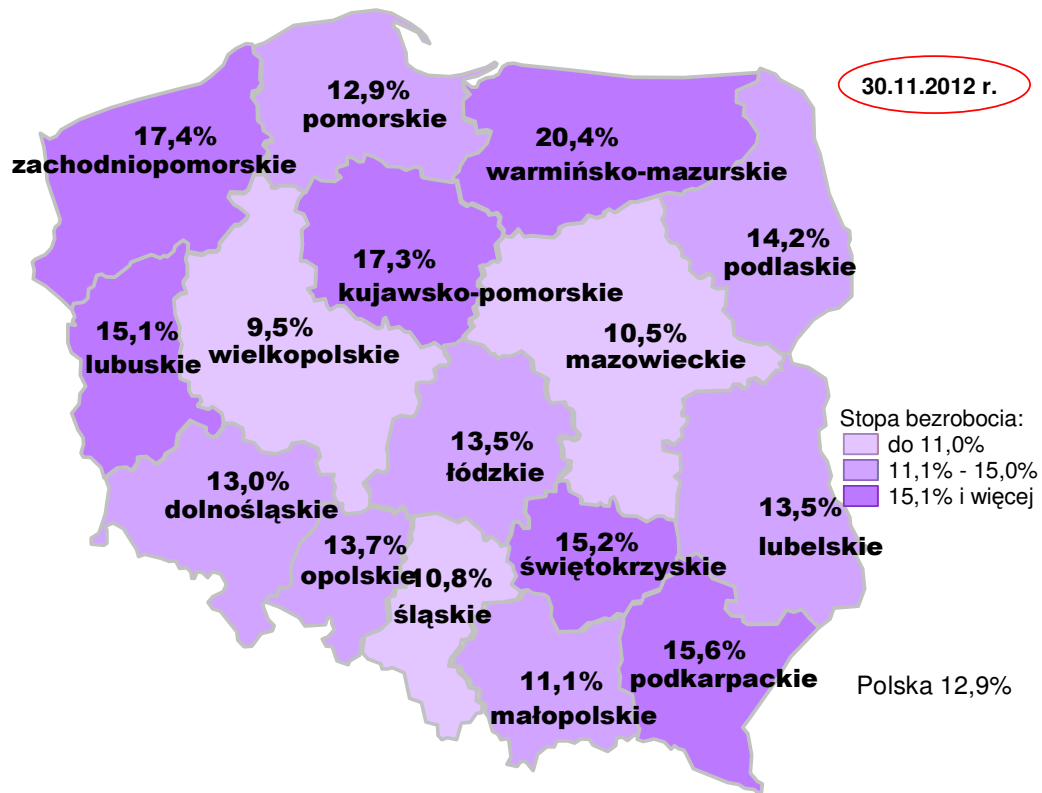 30.11.2012 r.
12,9%
pomorskie
17,4%
zachodniopomorskie
20,4%
warmińsko-mazurskie
14,2%
podlaskie
17,3%
kujawsko-pomorskie
15,1%
lubuskie
9,5%
wielkopolskie
10,5%
mazowieckie
Stopa bezrobocia:
do 11,0%
11,1% - 15,0%
15,1% i więcej
13,5%
łódzkie
13,0%
dolnośląskie
13,5%
lubelskie
13,7%
opolskie
10,8%
śląskie
15,2%
świętokrzyskie
15,6%
podkarpackie
11,1%
małopolskie
Polska 12,9%